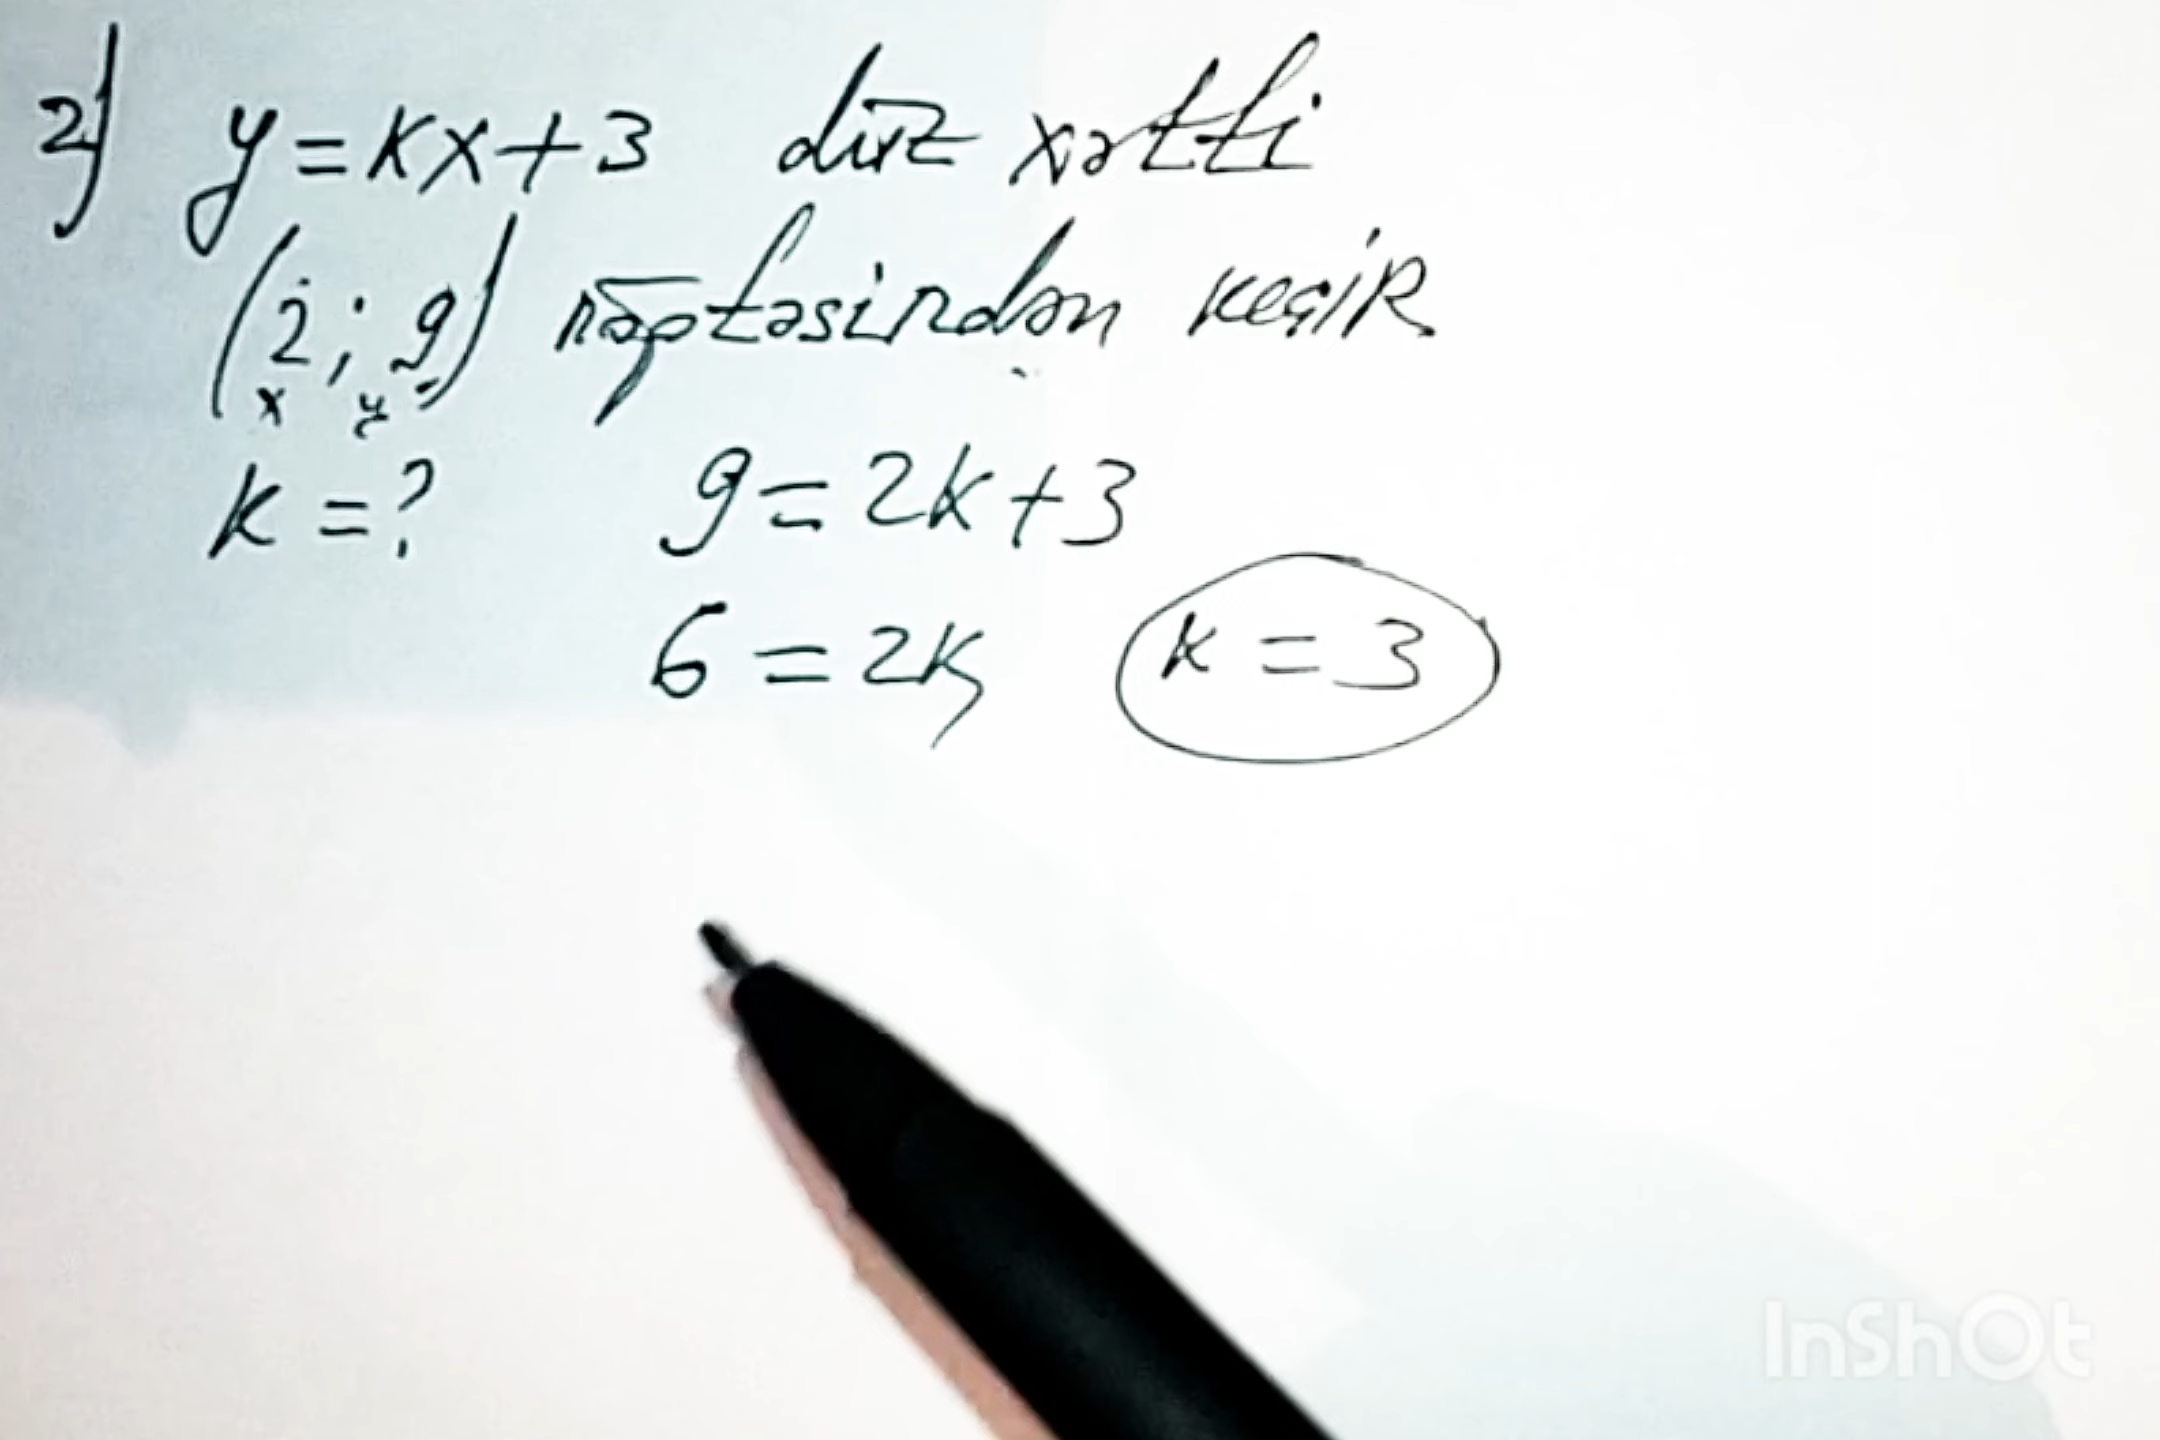 2) y = kx + 3 düz xətti
(2 ; 9) nöqtəsindən keçir
x y
k = ? 9 = 2k + 3
6 = 2k k = 3
InShOt